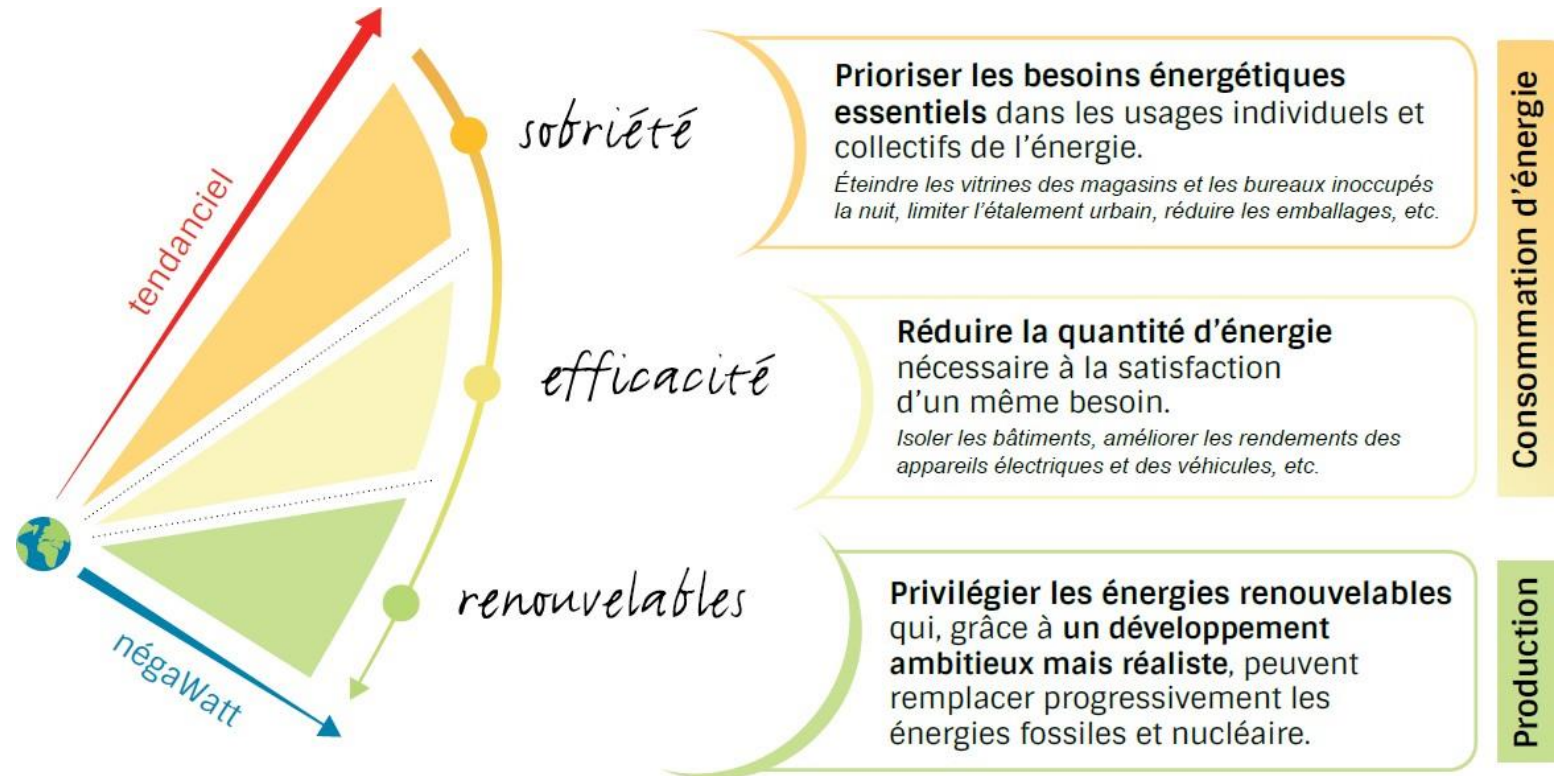 tendanciel
négaWatt
sobriété
Prioriser les besoins énergétiques
essentiels dans les usages individuels et
collectifs de l’énergie.
Éteindre les vitrines des magasins et les bureaux inoccupés
la nuit, limiter l’étalement urbain, réduire les emballages, etc.
efficacité
Réduire la quantité d’énergie
nécessaire à la satisfaction
d’un même besoin.
Isoler les bâtiments, améliorer les rendements des
appareils électriques et des véhicules, etc.
Consommation d’énergie
renouvelables
Privilégier les énergies renouvelables
qui, grâce à un développement
ambitieux mais réaliste, peuvent
remplacer progressivement les
énergies fossiles et nucléaire.
Production